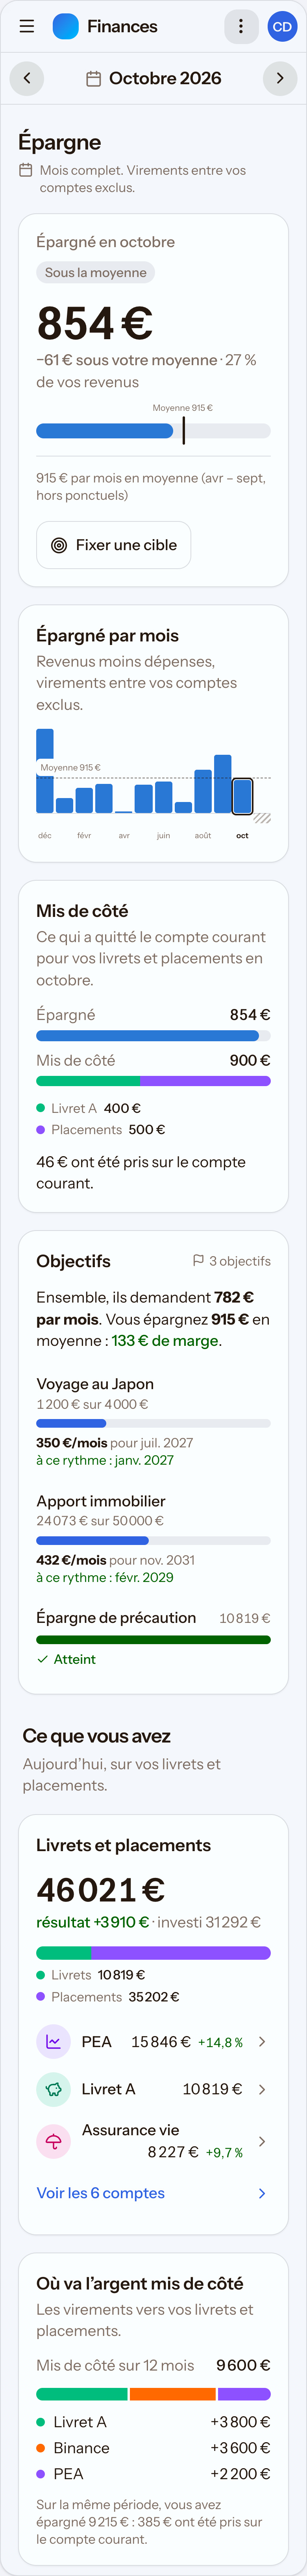 Finances
CD
Octobre 2026
Épargne
Mois complet. Virements entre vos
comptes exclus.
Épargné en octobre
Sous la moyenne
854 €
−61 € sous votre moyenne · 27 %
de vos revenus
Moyenne 915 €
915 € par mois en moyenne (avr – sept,
hors ponctuels)
Fixer une cible
Épargné par mois
Revenus moins dépenses,
virements entre vos comptes
exclus.
Moyenne 915 €
déc févr avr juin août oct
Mis de côté
Ce qui a quitté le compte courant
pour vos livrets et placements en
octobre.
Épargné 854 €
Mis de côté 900 €
Livret A 400 €
Placements 500 €
46 € ont été pris sur le compte
courant.
Objectifs 3 objectifs
Ensemble, ils demandent 782 €
par mois. Vous épargnez 915 € en
moyenne : 133 € de marge.
Voyage au Japon
1 200 € sur 4 000 €
350 €/mois pour juil. 2027
à ce rythme : janv. 2027
Apport immobilier
24 073 € sur 50 000 €
432 €/mois pour nov. 2031
à ce rythme : févr. 2029
Épargne de précaution 10 819 €
Atteint
Ce que vous avez
Aujourd’hui, sur vos livrets et
placements.
Livrets et placements
46 021 €
résultat +3 910 € · investi 31 292 €
Livrets 10 819 €
Placements 35 202 €
PEA 15 846 € +14,8 %
Livret A 10 819 €
Assurance vie
8 227 € +9,7 %
Voir les 6 comptes
Où va l’argent mis de côté
Les virements vers vos livrets et
placements.
Mis de côté sur 12 mois 9 600 €
Livret A +3 800 €
Binance +3 600 €
PEA +2 200 €
Sur la même période, vous avez
épargné 9 215 € : 385 € ont été pris sur
le compte courant.